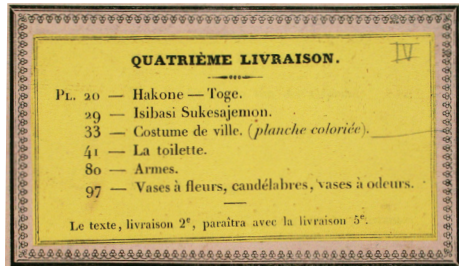 IV
QUATRIÈME LIVRAISON.
PL. 20 — Hakone — Toge.
29 — Isibasi Sukesajemon.
33 — Costume de ville. (planche coloriée).
41 — La toilette.
80 — Armes.
97 — Vases à fleurs, candélabres, vases à odeurs.
Le texte, livraison 2e, paraîtra avec la livraison 5e.